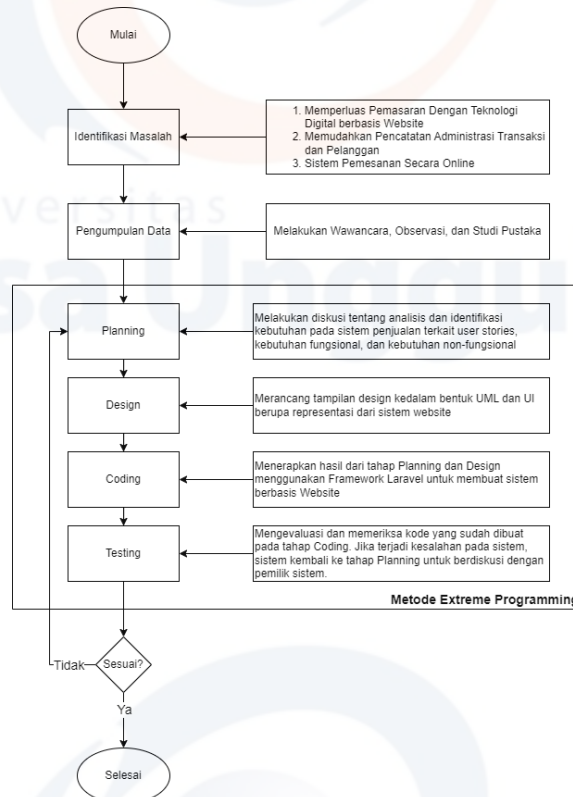 Mulai
Identifikasi Masalah
1. Memperluas Pemasaran Dengan Teknologi
Digital berbasis Website
2. Memudahkan Pencatatan Administrasi Transaksi
dan Pelanggan
3. Sistem Pemesanan Secara Online
versitas
sa Unggu
Pengumpulan Data
Melakukan Wawancara, Observasi, dan Studi Pustaka
Planning
Melakukan diskusi tentang analisis dan identifikasi
kebutuhan pada sistem penjualan terkait user stories,
kebutuhan fungsional, dan kebutuhan non-fungsional
Design
Merancang tampilan design kedalam bentuk UML dan UI
berupa representasi dari sistem website
Coding
Menerapkan hasil dari tahap Planning dan Design
menggunakan Framework Laravel untuk membuat sistem
berbasis Website
Testing
Mengevaluasi dan memeriksa kode yang sudah dibuat
pada tahap Coding. Jika terjadi kesalahan pada sistem,
sistem kembali ke tahap Planning untuk berdiskusi dengan
pemilik sistem.
Metode Extreme Programming
Tidak
Sesuai?
Ya
Selesai